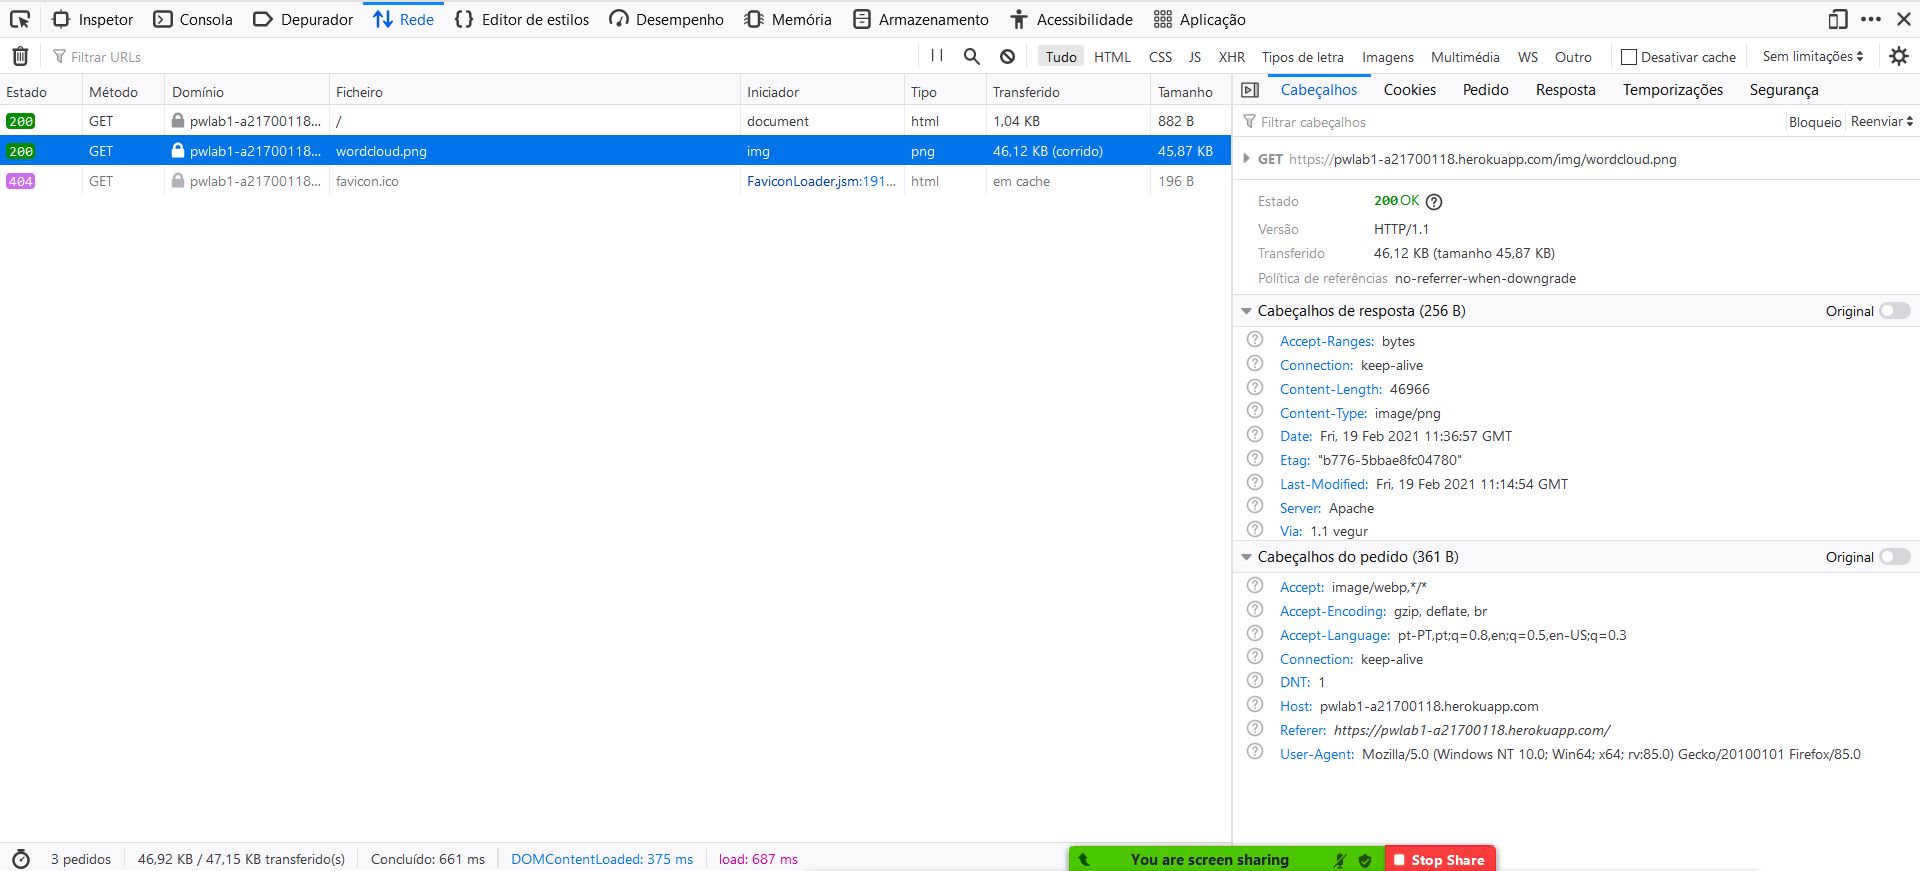 Inspetor Consola Depurador Rede Editor de estilos Desempenho Memória Armazenamento Acessibilidade Aplicação
Filtrar URLs Tudo HTML CSS JS XHR Tipos de letra Imagens Multimédia WS Outro Desativar cache Sem limitações
Estado Método Domínio Ficheiro Iniciador Tipo Transferido Tamanho
200 GET pwlab1-a21700118... / document html 1,04 KB 882 B
200 GET pwlab1-a21700118... wordcloud.png img png 46,12 KB (corrido) 45,87 KB
404 GET pwlab1-a21700118... favicon.ico FaviconLoader.jsm:191... html em cache 196 B
Cabeçalhos Cookies Pedido Resposta Temporizações Segurança
Filtrar cabeçalhos Bloqueio Reenviar
GET https://pwlab1-a21700118.herokuapp.com/img/wordcloud.png
Estado 200 OK
Versão HTTP/1.1
Transferido 46,12 KB (tamanho 45,87 KB)
Política de referências no-referrer-when-downgrade
Cabeçalhos de resposta (256 B) Original
Accept-Ranges: bytes
Connection: keep-alive
Content-Length: 46966
Content-Type: image/png
Date: Fri, 19 Feb 2021 11:36:57 GMT
Etag: "b776-5bbae8fc04780"
Last-Modified: Fri, 19 Feb 2021 11:14:54 GMT
Server: Apache
Via: 1.1 vegur
Cabeçalhos do pedido (361 B) Original
Accept: image/webp,*/*
Accept-Encoding: gzip, deflate, br
Accept-Language: pt-PT,pt;q=0.8,en;q=0.5,en-US;q=0.3
Connection: keep-alive
DNT: 1
Host: pwlab1-a21700118.herokuapp.com
Referer: https://pwlab1-a21700118.herokuapp.com/
User-Agent: Mozilla/5.0 (Windows NT 10.0; Win64; x64; rv:85.0) Gecko/20100101 Firefox/85.0
3 pedidos 46,92 KB / 47,15 KB transferido(s) Concluído: 661 ms DOMContentLoaded: 375 ms load: 687 ms
You are screen sharing Stop Share